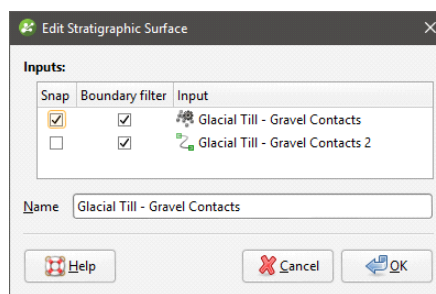 Edit Stratigraphic Surface
Inputs:
Snap Boundary filter Input
Glacial Till - Gravel Contacts
Glacial Till - Gravel Contacts 2
Name Glacial Till - Gravel Contacts
Help Cancel OK